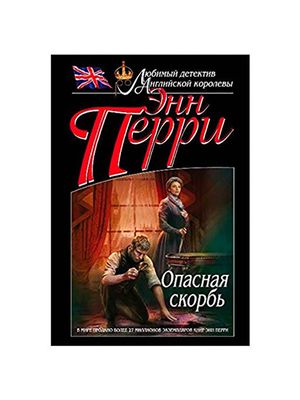 Любимый детектив
Английской королевы
Энн
Перри
Опасная
скорбь
В МИРЕ ПРОДАНО БОЛЕЕ 27 МИЛЛИОНОВ ЭКЗЕМПЛЯРОВ КНИГ ЭНН ПЕРРИ